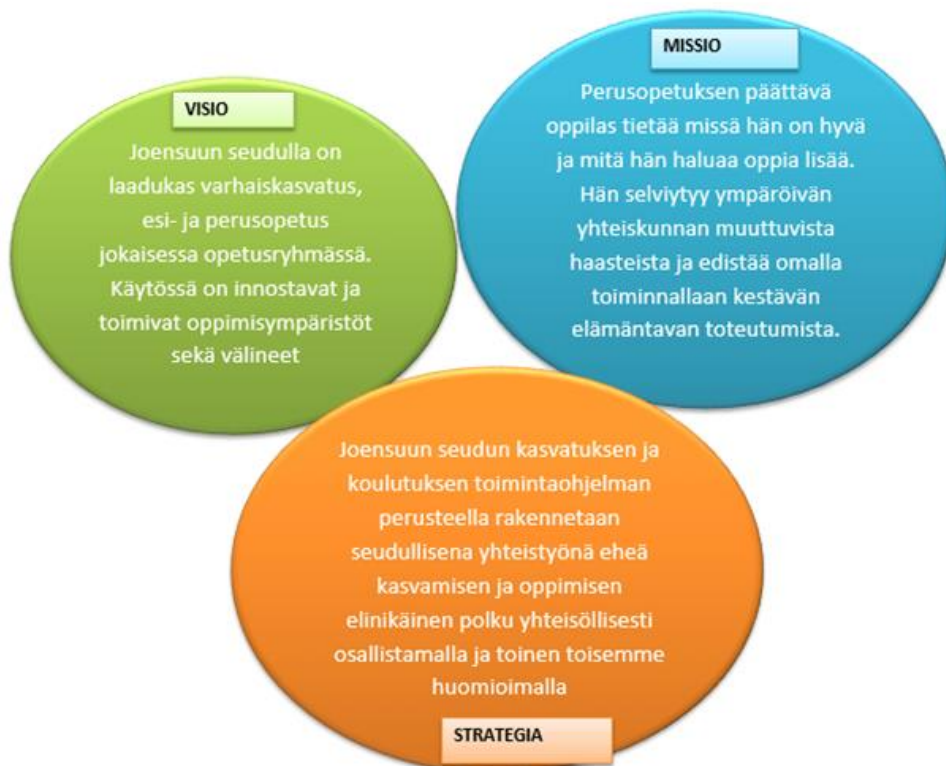 VISIO
Joensuun seudulla on
laadukas varhaiskasvatus,
esi- ja perusopetus
jokaisessa opetusryhmässä.
Käytössä on innostavat ja
toimivat oppimisympäristöt
sekä välineet
MISSIO
Perusopetuksen päättävä
oppilas tietää missä hän on hyvä
ja mitä hän haluaa oppia lisää.
Hän selviytyy ympäröivän
yhteiskunnan muuttuvista
haasteista ja edistää omalla
toiminnallaan kestävän
elämäntavan toteutumista.
Joensuun seudun kasvatuksen ja
koulutuksen toimintaohjelman
perusteella rakennetaan
seudullisena yhteistyönä eheä
kasvamisen ja oppimisen
elinikäinen polku yhteisöllisesti
osallistamalla ja toinen toisemme
huomioimalla
STRATEGIA